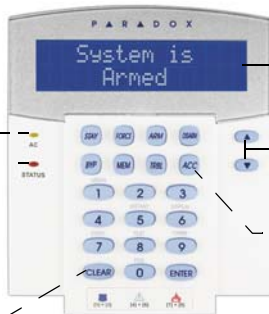 PARADOX
System is
Armed
STAY FORCE ARM DISARM
AC
BYP MEM TRBL ACC
STATUS
1 2 3
4 5 6
7 8 9
CLEAR 0 ENTER